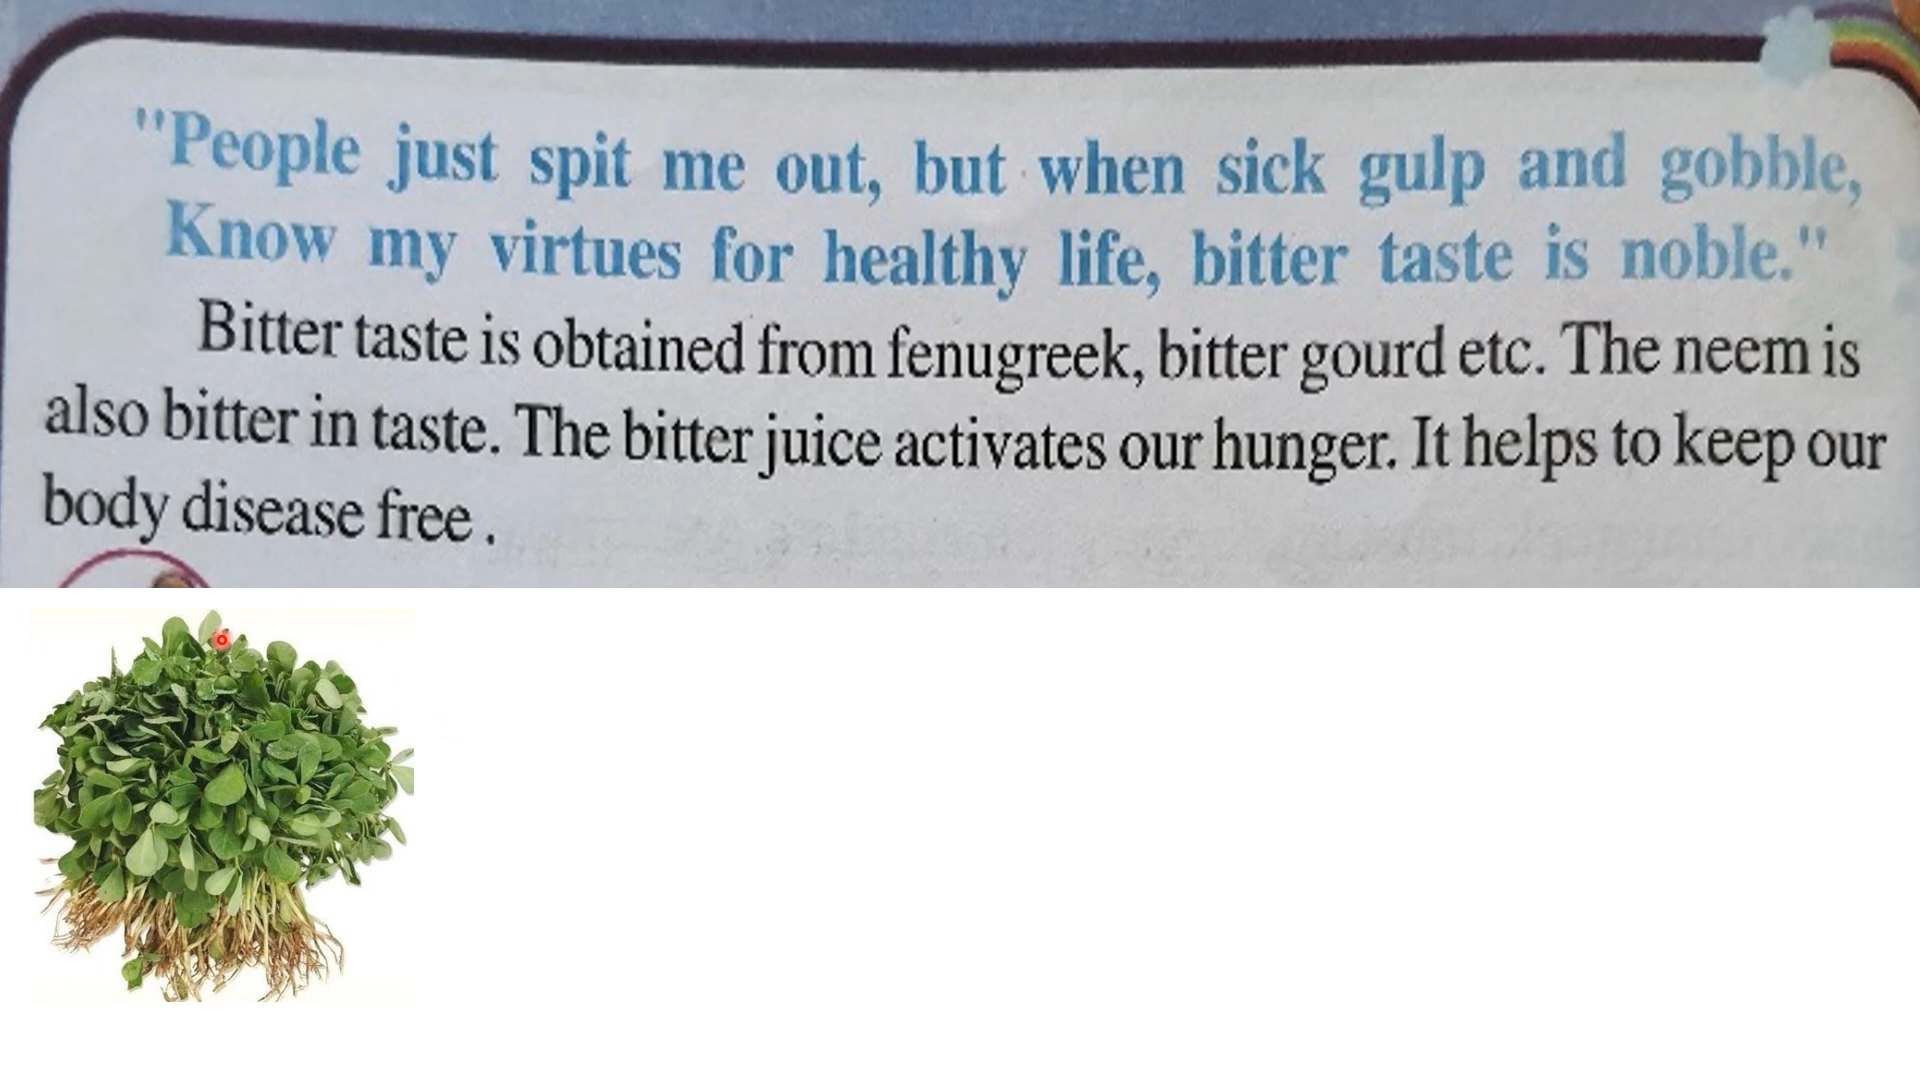 "People just spit me out, but when sick gulp and gobble,
Know my virtues for healthy life, bitter taste is noble."
Bitter taste is obtained from fenugreek, bitter gourd etc. The neem is
also bitter in taste. The bitter juice activates our hunger. It helps to keep our
body disease free .